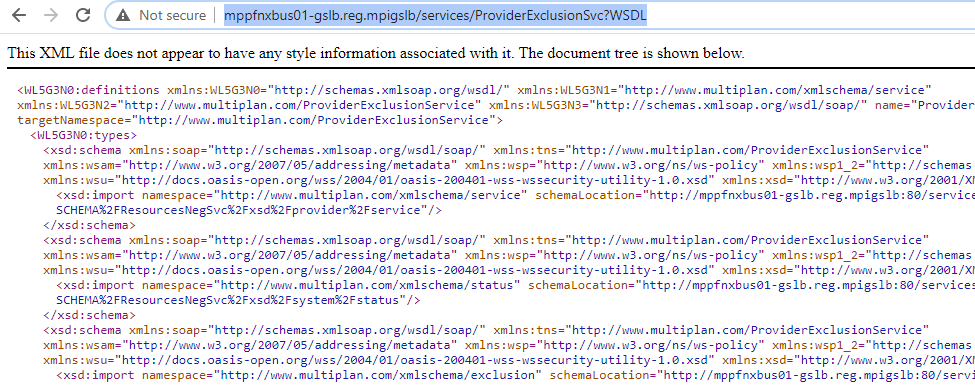 Not secure | mppfnxbus01-gslb.reg.mpigslb/services/ProviderExclusionSvc?WSDL
This XML file does not appear to have any style information associated with it. The document tree is shown below.
<WL5G3N0:definitions xmlns:WL5G3N0="http://schemas.xmlsoap.org/wsdl/" xmlns:WL5G3N1="http://www.multiplan.com/xmlschema/service"
xmlns:WL5G3N2="http://www.multiplan.com/ProviderExclusionService" xmlns:WL5G3N3="http://schemas.xmlsoap.org/wsdl/soap/" name="Provider
targetNamespace="http://www.multiplan.com/ProviderExclusionService">
<WL5G3N0:types>
<xsd:schema xmlns:soap="http://schemas.xmlsoap.org/wsdl/soap/" xmlns:tns="http://www.multiplan.com/ProviderExclusionService"
xmlns:wsam="http://www.w3.org/2007/05/addressing/metadata" xmlns:wsp="http://www.w3.org/ns/ws-policy" xmlns:wsp1_2="http://schemas
xmlns:wsu="http://docs.oasis-open.org/wss/2004/01/oasis-200401-wss-wssecurity-utility-1.0.xsd" xmlns:xsd="http://www.w3.org/2001/XM
<xsd:import namespace="http://www.multiplan.com/xmlschema/service" schemaLocation="http://mppfnxbus01-gslb.reg.mpigslb:80/service
SCHEMA%2FResourcesNegSvc%2Fxsd%2Fprovider%2Fservice"/>
</xsd:schema>
<xsd:schema xmlns:soap="http://schemas.xmlsoap.org/wsdl/soap/" xmlns:tns="http://www.multiplan.com/ProviderExclusionService"
xmlns:wsam="http://www.w3.org/2007/05/addressing/metadata" xmlns:wsp="http://www.w3.org/ns/ws-policy" xmlns:wsp1_2="http://schemas
xmlns:wsu="http://docs.oasis-open.org/wss/2004/01/oasis-200401-wss-wssecurity-utility-1.0.xsd" xmlns:xsd="http://www.w3.org/2001/XM
<xsd:import namespace="http://www.multiplan.com/xmlschema/status" schemaLocation="http://mppfnxbus01-gslb.reg.mpigslb:80/services
SCHEMA%2FResourcesNegSvc%2Fxsd%2Fsystem%2Fstatus"/>
</xsd:schema>
<xsd:schema xmlns:soap="http://schemas.xmlsoap.org/wsdl/soap/" xmlns:tns="http://www.multiplan.com/ProviderExclusionService"
xmlns:wsam="http://www.w3.org/2007/05/addressing/metadata" xmlns:wsp="http://www.w3.org/ns/ws-policy" xmlns:wsp1_2="http://schemas
xmlns:wsu="http://docs.oasis-open.org/wss/2004/01/oasis-200401-wss-wssecurity-utility-1.0.xsd" xmlns:xsd="http://www.w3.org/2001/XM
<xsd:import namespace="http://www.multiplan.com/xmlschema/exclusion" schemaLocation="http://mppfnxbus01-gslb.reg.mpigslb:80/servi